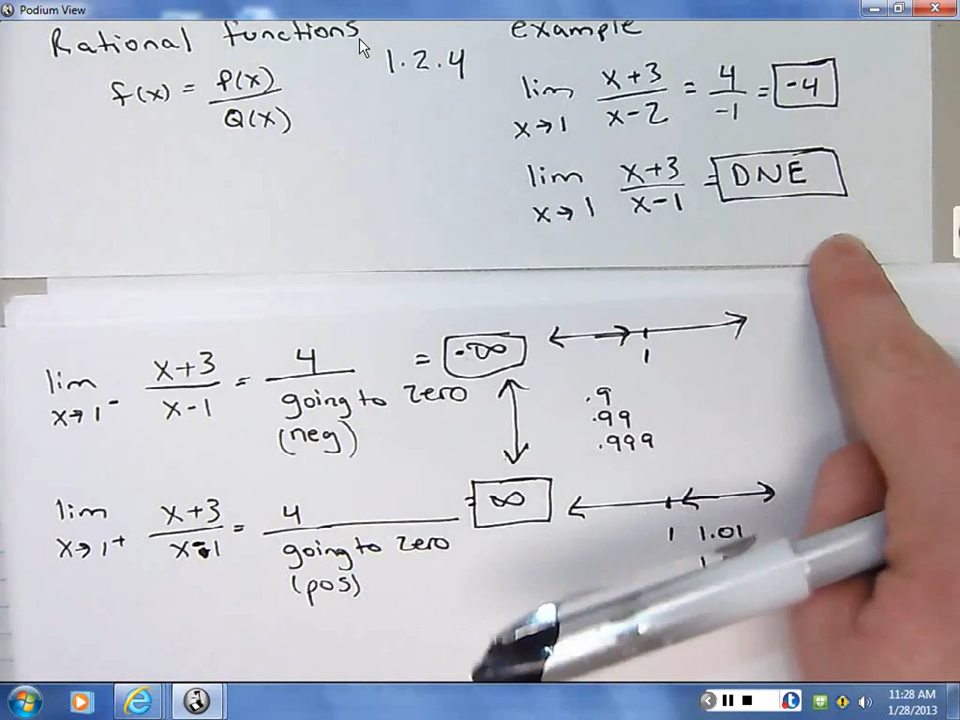 Podium View
Rational functions
1.2.4
f(x) = P(x)/Q(x)
example
lim x→1 x+3/x-2 = 4/-1 = -4
lim x→1 x+3/x-1 = DNE
lim x→1⁻ x+3/x-1 = 4/going to zero (neg) = -∞
1
.9
.99
.999
lim x→1⁺ x+3/x-1 = 4/going to zero (pos) = ∞
1 1.01
11:28 AM
1/28/2013